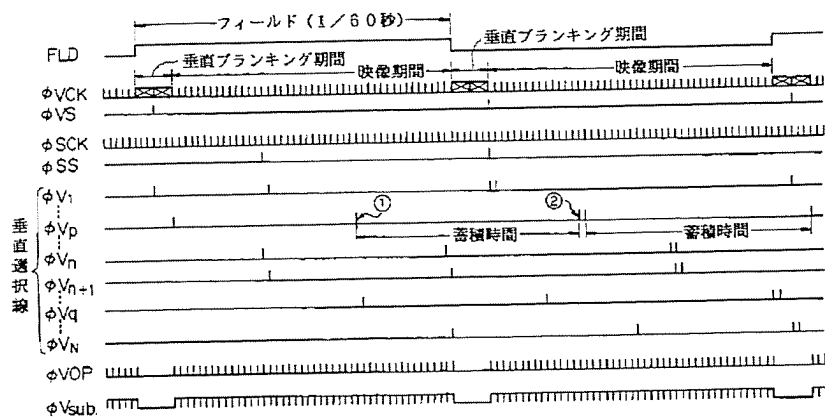 フィールド（1／60秒）
FLD
垂直ブランキング期間
垂直ブランキング期間
映像期間
映像期間
φVCK
φVS
φSCK
φSS
垂直選択線
φV1
φVp
①
②
蓄積時間
蓄積時間
φVn
φVn+1
φVq
φVN
φVOP
φVsub.